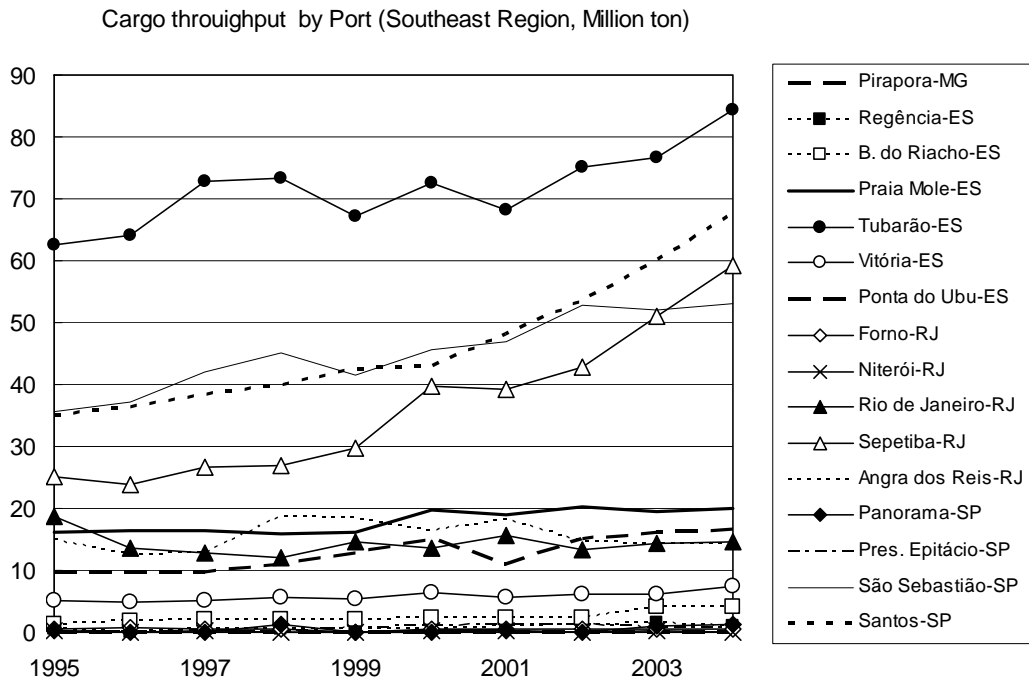 Cargo throuighput by Port (Southeast Region, Million ton)
90
80
70
60
50
40
30
20
10
0
1995 1997 1999 2001 2003
Pirapora-MG
Regência-ES
B. do Riacho-ES
Praia Mole-ES
Tubarão-ES
Vitória-ES
Ponta do Ubu-ES
Forno-RJ
Niterói-RJ
Rio de Janeiro-RJ
Sepetiba-RJ
Angra dos Reis-RJ
Panorama-SP
Pres. Epitácio-SP
São Sebastião-SP
Santos-SP